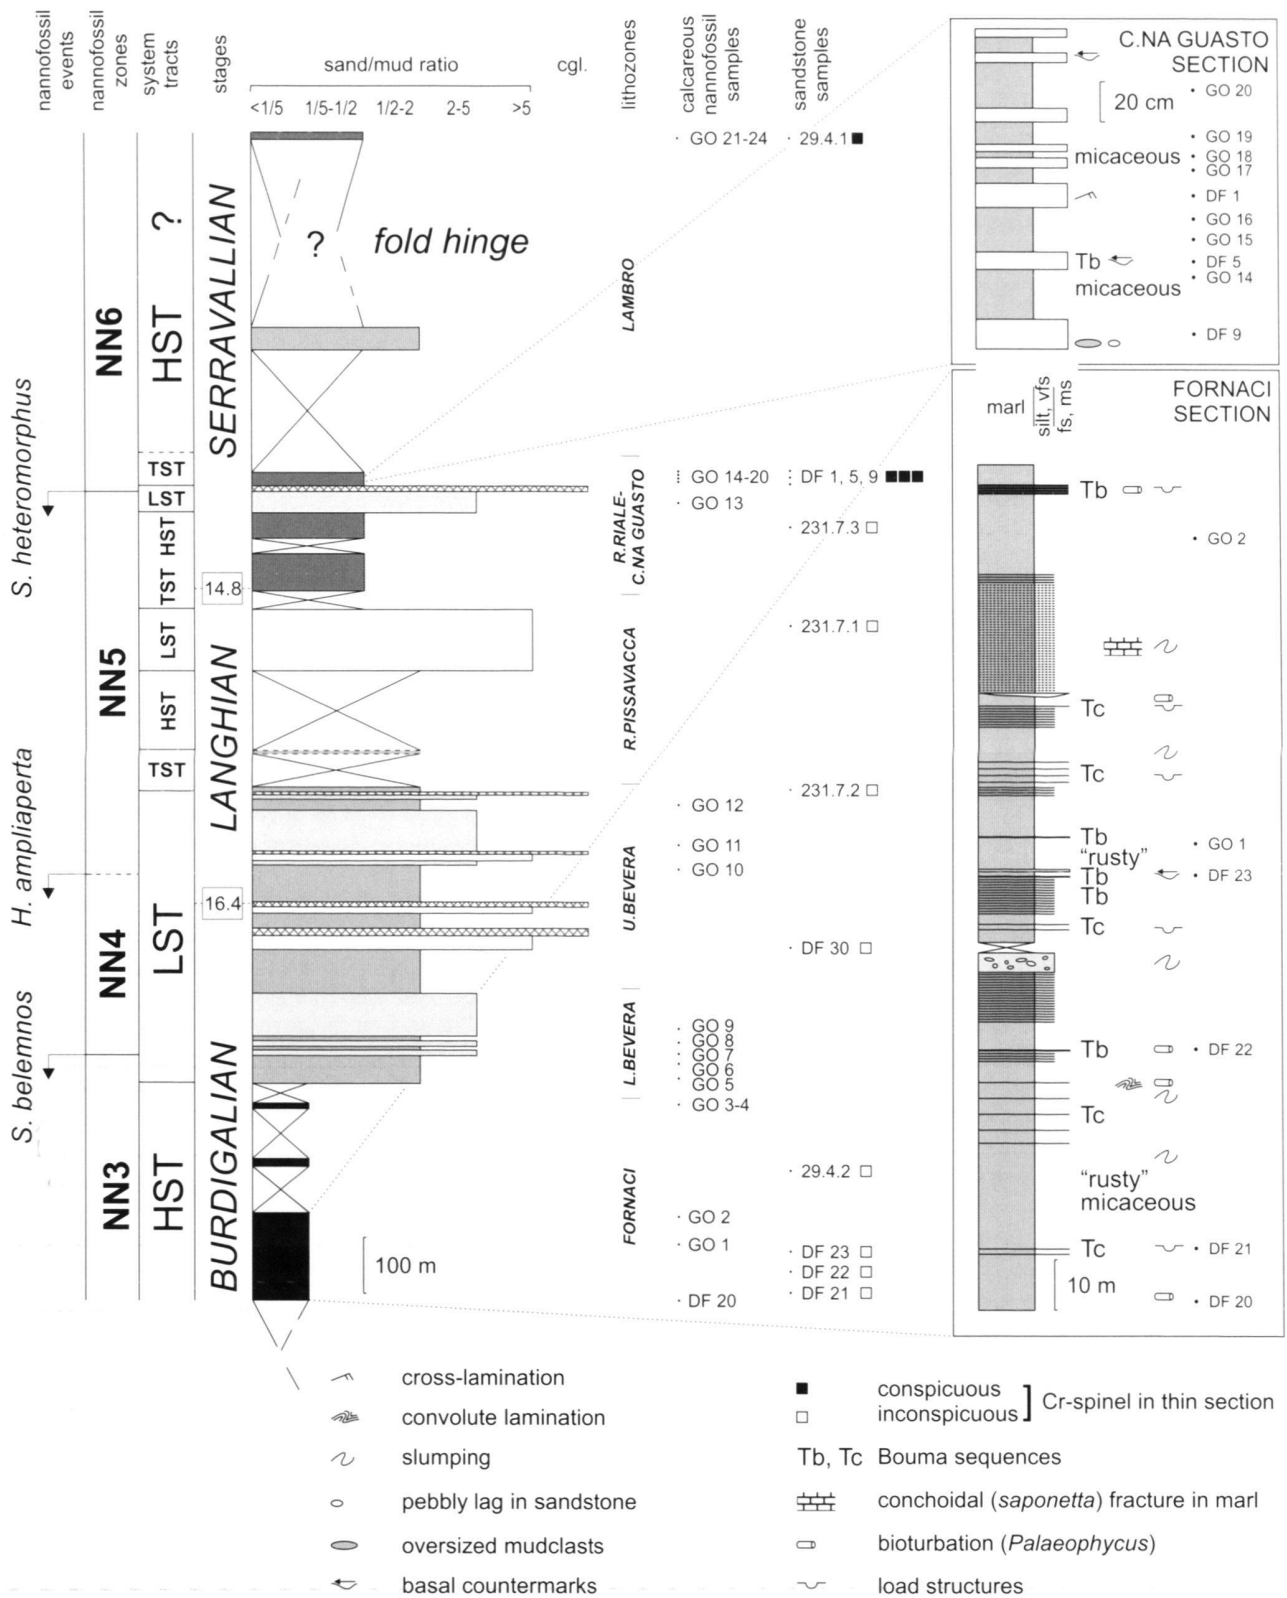 nannofossil events
nannofossil zones
system tracts
stages
sand/mud ratio
cgl.
<1/5
1/5-1/2
1/2-2
2-5
>5
lithozones
calcareous nannofossil samples
sandstone samples
S. heteromorphus
H. ampliaperta
S. belemnos
NN6
NN5
NN4
NN3
?
HST
TST
LST
HST
TST
LST
HST
TST
LST
HST
SERRAVALLIAN
14.8
LANGHIAN
16.4
BURDIGALIAN
?
fold hinge
100 m
LAMBRO
R.RIALE-
C.NA GUASTO
R.PISSAVACCA
U.BEVERA
L.BEVERA
FORNACI
GO 21-24
GO 14-20
GO 13
GO 12
GO 11
GO 10
GO 9
GO 8
GO 7
GO 6
GO 5
GO 3-4
GO 2
GO 1
DF 20
29.4.1
DF 1, 5, 9
231.7.3
231.7.1
231.7.2
DF 30
29.4.2
DF 23
DF 22
DF 21
C.NA GUASTO
SECTION
20 cm
GO 20
GO 19
micaceous
GO 18
GO 17
DF 1
GO 16
GO 15
Tb
DF 5
GO 14
micaceous
DF 9
FORNACI
SECTION
marl
silt, vfs
fs, ms
Tb
GO 2
Tc
Tc
Tb
GO 1
"rusty"
Tb
DF 23
Tb
Tc
Tb
DF 22
Tc
"rusty"
micaceous
Tc
DF 21
10 m
DF 20
cross-lamination
convolute lamination
slumping
pebbly lag in sandstone
oversized mudclasts
basal countermarks
conspicuous
inconspicuous
] Cr-spinel in thin section
Tb, Tc Bouma sequences
conchoidal (saponetta) fracture in marl
bioturbation (Palaeophycus)
load structures